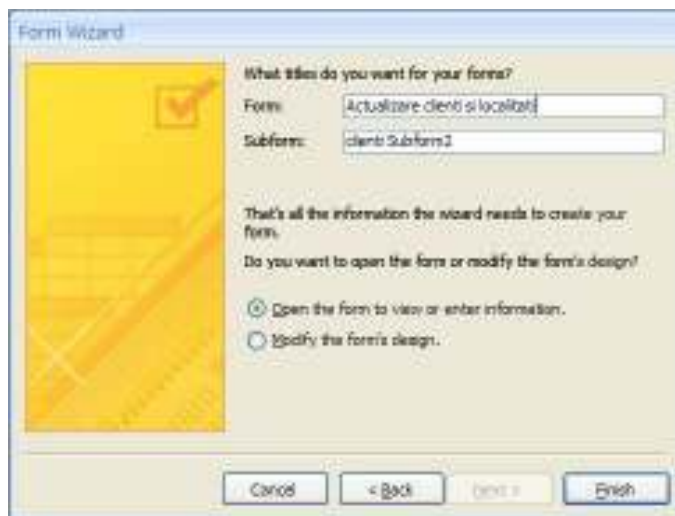 Form Wizard
What titles do you want for your forms?
Form: Actualizare clienti si localitati
Subform: clienti Subform2
That's all the information the wizard needs to create your
form.
Do you want to open the form or modify the form's design?
Open the form to view or enter information.
Modify the form's design.
Cancel < Back Next > Finish